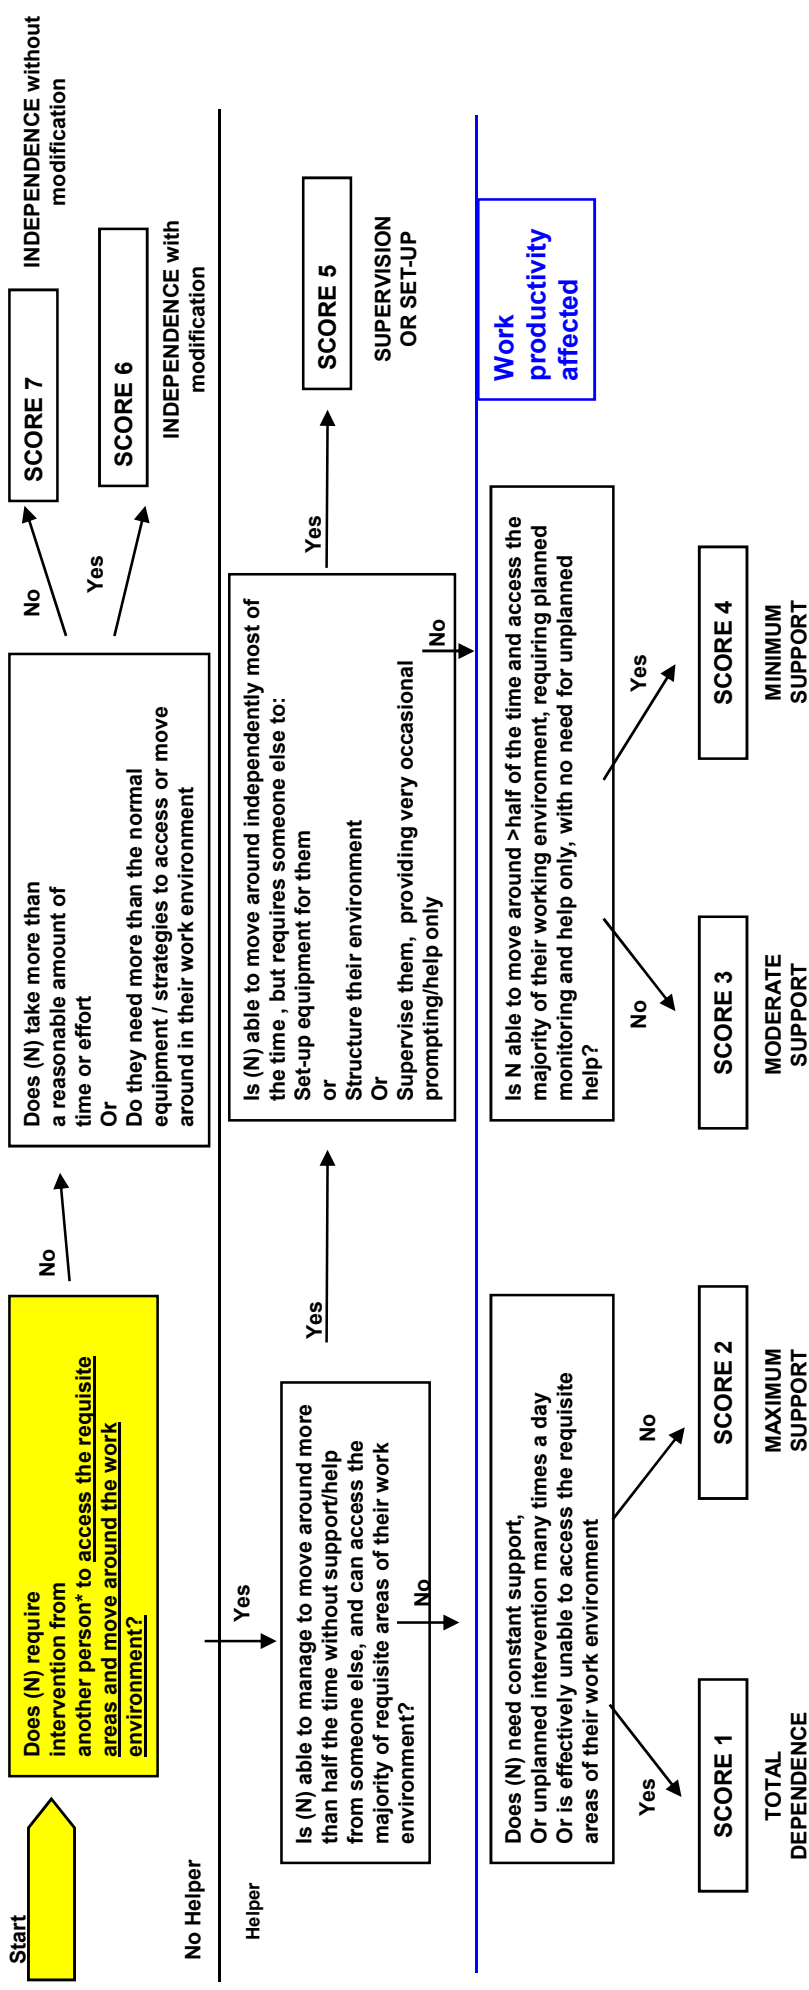 Start
Does (N) require
intervention from
another person* to access the requisite
areas and move around the work
environment?
No
Does (N) take more than
a reasonable amount of
time or effort
Or
Do they need more than the normal
equipment / strategies to access or move
around in their work environment
No
SCORE 7
INDEPENDENCE without
modification
Yes
SCORE 6
INDEPENDENCE with
modification
No Helper
Helper
Yes
Is (N) able to manage to move around more
than half the time without support/help
from someone else, and can access the
majority of requisite areas of their work
environment?
Yes
Is (N) able to move around independently most of
the time , but requires someone else to:
Set-up equipment for them
or
Structure their environment
Or
Supervise them, providing very occasional
prompting/help only
Yes
SCORE 5
SUPERVISION
OR SET-UP
No
No
Work
productivity
affected
Does (N) need constant support,
Or unplanned intervention many times a day
Or is effectively unable to access the requisite
areas of their work environment
Yes
No
SCORE 1
TOTAL
DEPENDENCE
SCORE 2
MAXIMUM
SUPPORT
Is N able to move around >half of the time and access the
majority of their working environment, requiring planned
monitoring and help only, with no need for unplanned
help?
No
Yes
SCORE 3
MODERATE
SUPPORT
SCORE 4
MINIMUM
SUPPORT